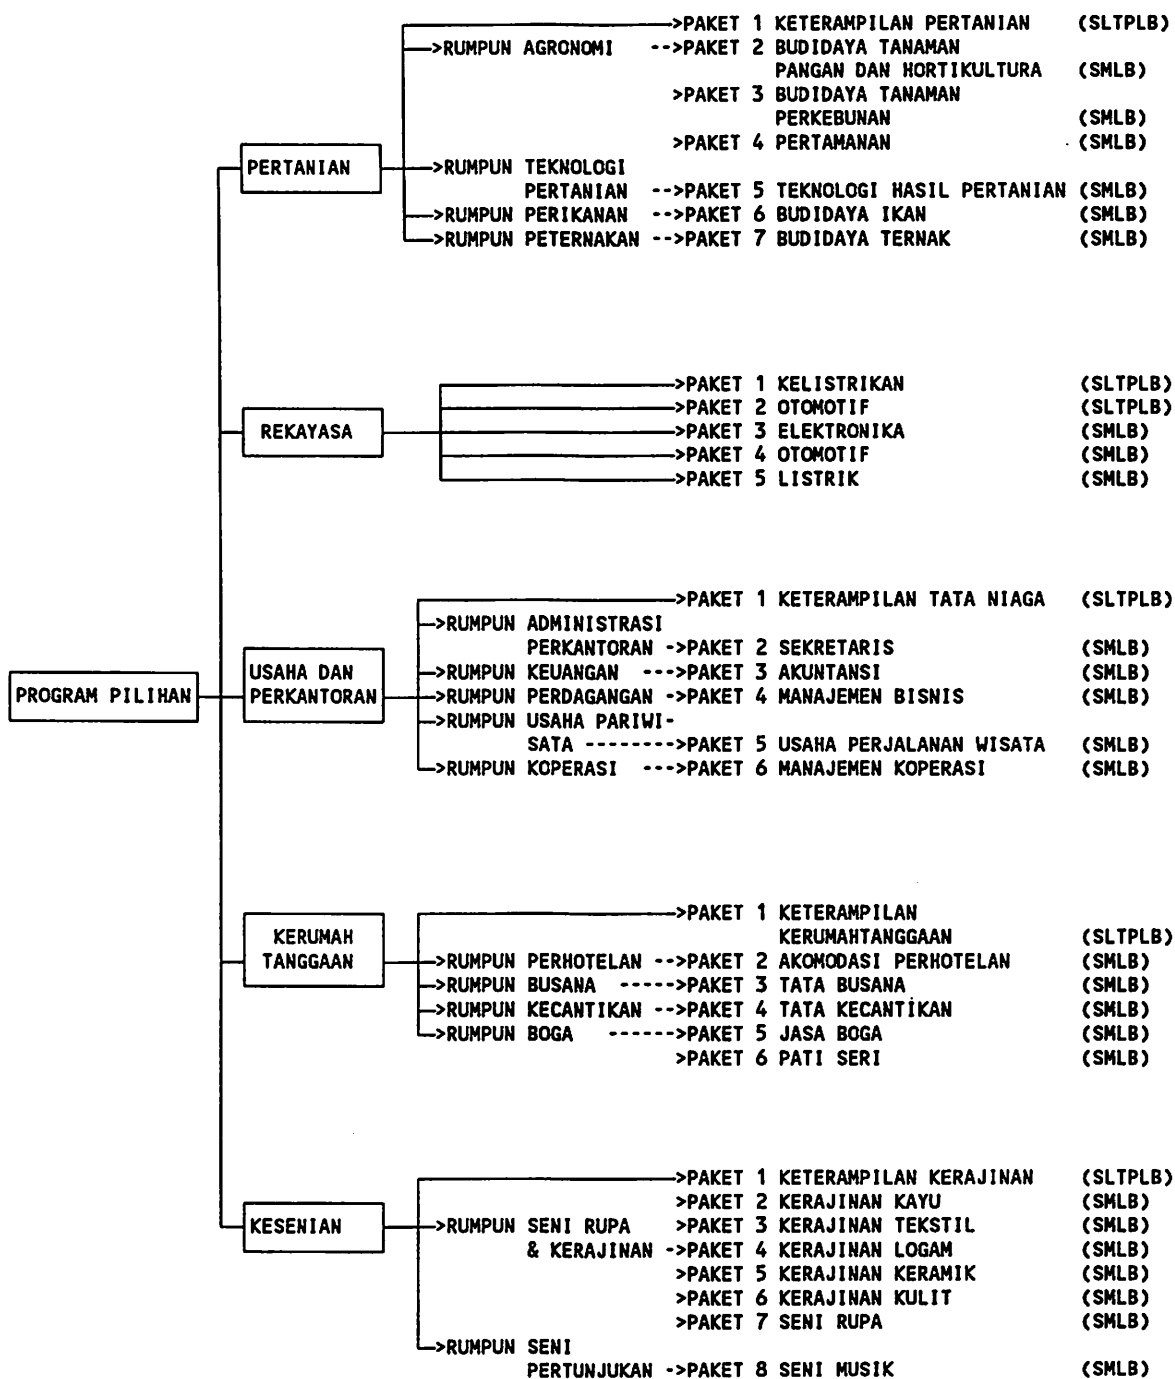 >PAKET 1 KETERAMPILAN PERTANIAN (SLTPLB)
>RUMPUN AGRONOMI -->PAKET 2 BUDIDAYA TANAMAN
PANGAN DAN HORTIKULTURA (SMLB)
>PAKET 3 BUDIDAYA TANAMAN
PERKEBUNAN (SMLB)
>PAKET 4 PERTAMANAN (SMLB)
PERTANIAN >RUMPUN TEKNOLOGI
PERTANIAN -->PAKET 5 TEKNOLOGI HASIL PERTANIAN (SMLB)
>RUMPUN PERIKANAN -->PAKET 6 BUDIDAYA IKAN (SMLB)
>RUMPUN PETERNAKAN -->PAKET 7 BUDIDAYA TERNAK (SMLB)
>PAKET 1 KELISTRIKAN (SLTPLB)
>PAKET 2 OTOMOTIF (SLTPLB)
REKAYASA >PAKET 3 ELEKTRONIKA (SMLB)
>PAKET 4 OTOMOTIF (SMLB)
>PAKET 5 LISTRIK (SMLB)
>PAKET 1 KETERAMPILAN TATA NIAGA (SLTPLB)
>RUMPUN ADMINISTRASI
PERKANTORAN ->PAKET 2 SEKRETARIS (SMLB)
USAHA DAN >RUMPUN KEUANGAN --->PAKET 3 AKUNTANSI (SMLB)
PROGRAM PILIHAN PERKANTORAN >RUMPUN PERDAGANGAN ->PAKET 4 MANAJEMEN BISNIS (SMLB)
>RUMPUN USAHA PARIWI-
SATA -------->PAKET 5 USAHA PERJALANAN WISATA (SMLB)
>RUMPUN KOPERASI --->PAKET 6 MANAJEMEN KOPERASI (SMLB)
>PAKET 1 KETERAMPILAN
KERUMAH KERUMAHTANGGAAN (SLTPLB)
TANGGAAN >RUMPUN PERHOTELAN -->PAKET 2 AKOMODASI PERHOTELAN (SMLB)
>RUMPUN BUSANA ----->PAKET 3 TATA BUSANA (SMLB)
>RUMPUN KECANTIKAN -->PAKET 4 TATA KECANTIKAN (SMLB)
>RUMPUN BOGA ------>PAKET 5 JASA BOGA (SMLB)
>PAKET 6 PATI SERI (SMLB)
>PAKET 1 KETERAMPILAN KERAJINAN (SLTPLB)
>PAKET 2 KERAJINAN KAYU (SMLB)
KESENIAN >RUMPUN SENI RUPA >PAKET 3 KERAJINAN TEKSTIL (SMLB)
& KERAJINAN ->PAKET 4 KERAJINAN LOGAM (SMLB)
>PAKET 5 KERAJINAN KERAMIK (SMLB)
>PAKET 6 KERAJINAN KULIT (SMLB)
>PAKET 7 SENI RUPA (SMLB)
>RUMPUN SENI
PERTUNJUKAN ->PAKET 8 SENI MUSIK (SMLB)